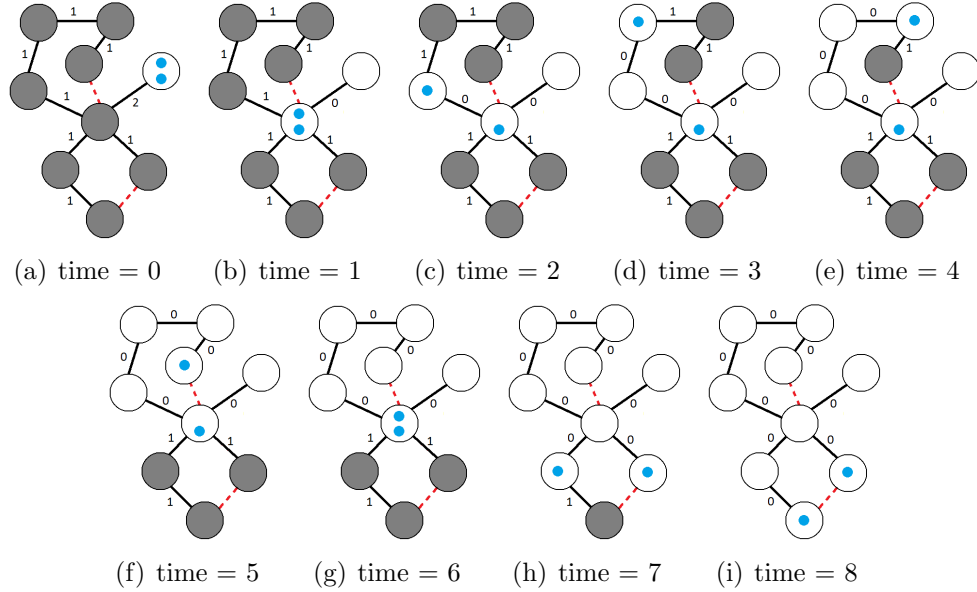 1 1 1 1 0
1 1 1 1 1 1 0 1 0 1
1 2 1 0 0 0 0 0 0 0
1 1 1 1 1 1 1 1 1 1
1 1 1 1 1
(a) time = 0 (b) time = 1 (c) time = 2 (d) time = 3 (e) time = 4
0 0 0 0
0 0 0 0 0 0 0 0
0 0 0 0 0 0 0 0
1 1 1 1 0 0 0 0
1 1 1 0
(f) time = 5 (g) time = 6 (h) time = 7 (i) time = 8